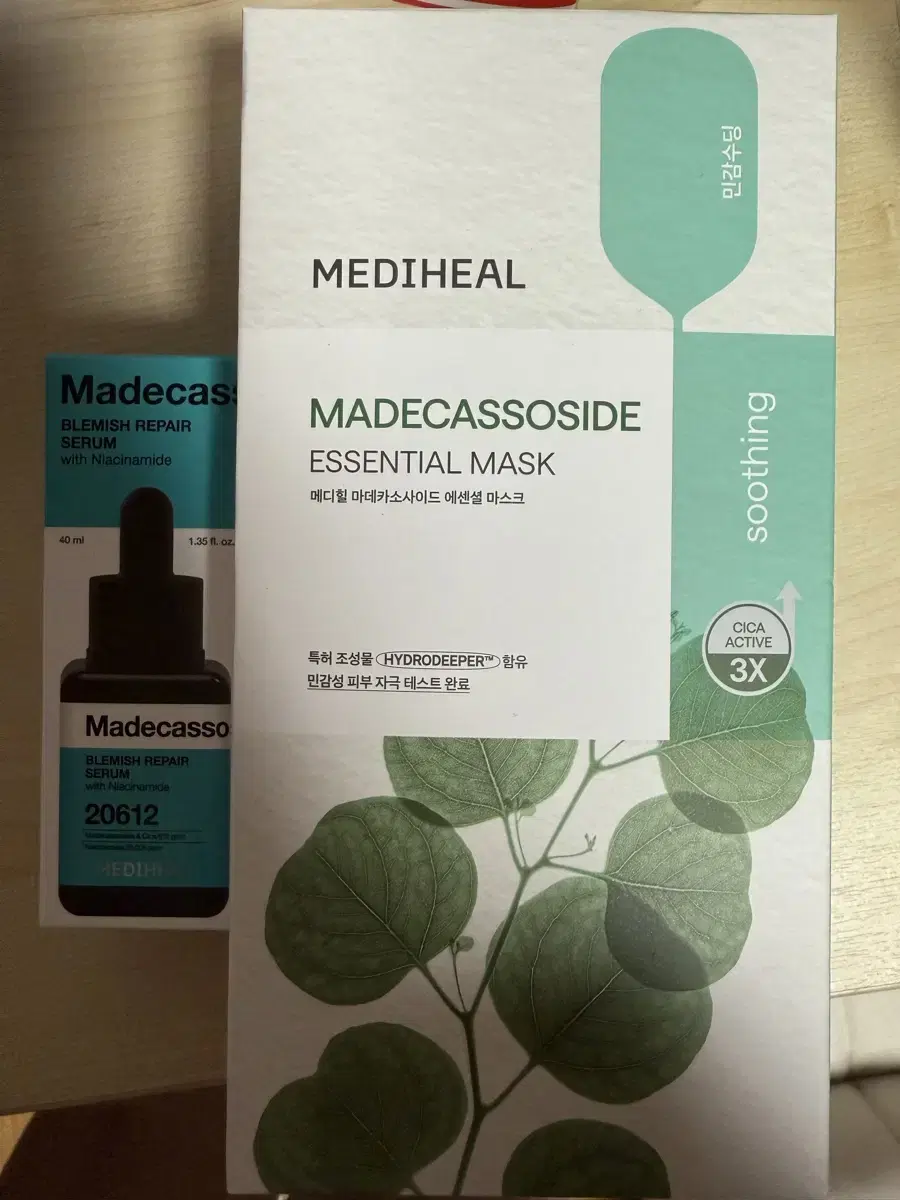 민감수딩
MEDIHEAL
MADECASSOSIDE
ESSENTIAL MASK
메디힐 마데카소사이드 에센셜 마스크
soothing
CICA
ACTIVE
3X
특허 조성물 HYDRODEEPER™ 함유
민감성 피부 자극 테스트 완료
Madecass
BLEMISH REPAIR
SERUM
with Niacinamide
40 ml
1.35 fl. oz.
Madecasso
BLEMISH REPAIR
SERUM
with Niacinamide
20612
MEDIH